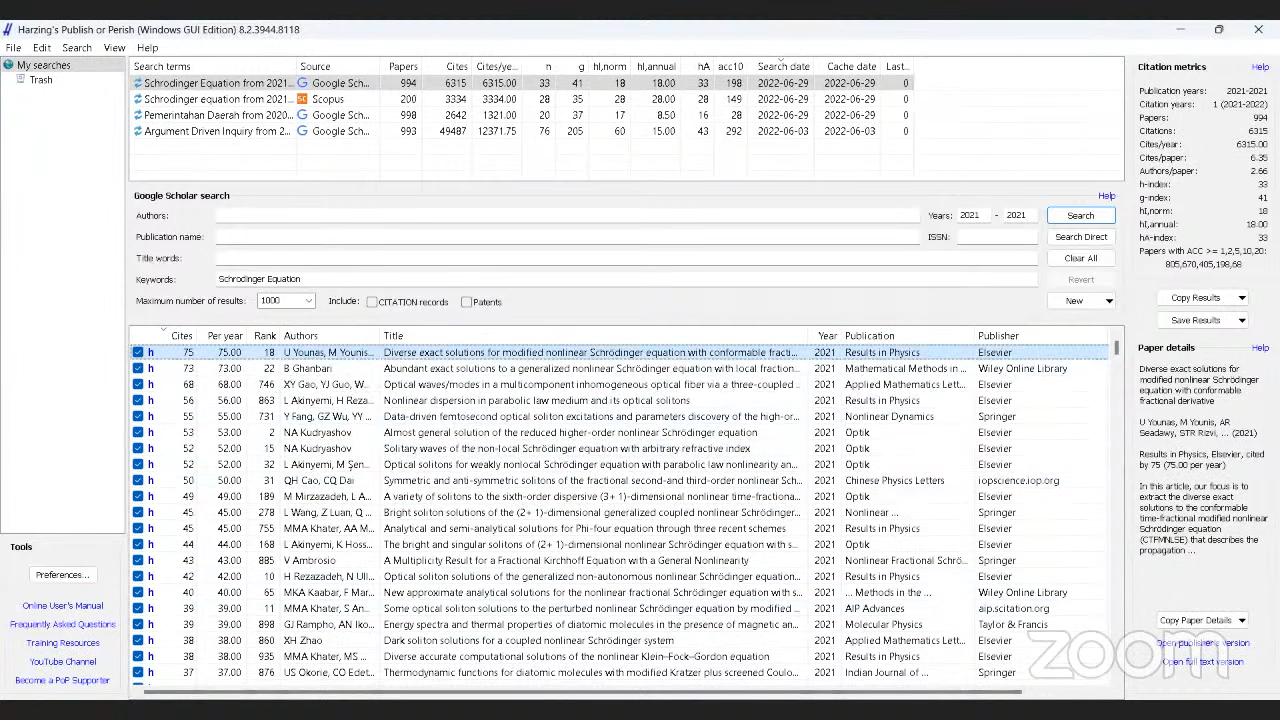 Harzing's Publish or Perish (Windows GUI Edition) 8.2.3944.8118
File Edit Search View Help
My searches
Trash
Search terms Source Papers Cites Cites/ye... h g hI,norm hI,annual hA acc10 Search date Cache date Last...
Schrodinger Equation from 2021... Google Sch... 994 6315 6315.00 33 41 18 18.00 33 198 2022-06-29 2022-06-29 0
Schrodinger equation from 2021... Scopus 200 3334 3334.00 28 35 28 28.00 28 149 2022-06-29 2022-06-29 0
Pemerintahan Daerah from 2020... Google Sch... 998 2642 1321.00 20 37 17 8.50 16 28 2022-06-29 2022-06-29 0
Argument Driven Inquiry from 2... Google Sch... 993 49487 12371.75 76 205 60 15.00 43 292 2022-06-03 2022-06-03 0
Google Scholar search Help
Authors: Years: 2021 - 2021 Search
Publication name: ISSN: Search Direct
Title words: Clear All
Keywords: Schrodinger Equation Revert
Maximum number of results: 1000 Include: CITATION records Patents New
Cites Per year Rank Authors Title Year Publication Publisher
h 75 75.00 18 U Younas, M Younis... Diverse exact solutions for modified nonlinear Schrödinger equation with conformable fracti... 2021 Results in Physics Elsevier
h 73 73.00 22 B Ghanbari Abundant exact solutions to a generalized nonlinear Schrödinger equation with local fraction... 2021 Mathematical Methods in ... Wiley Online Library
h 68 68.00 746 XY Gao, YJ Guo, W... Optical waves/modes in a multicomponent inhomogeneous optical fiber via a three-coupled ... 2021 Applied Mathematics Lett... Elsevier
h 56 56.00 863 L Akinyemi, H Reza... Nonlinear dispersion in parabolic law medium and its optical solitons 2021 Results in Physics Elsevier
h 55 55.00 731 Y Fang, GZ Wu, YY ... Data-driven femtosecond optical soliton excitations and parameters discovery of the high-or... 2021 Nonlinear Dynamics Springer
h 53 53.00 2 NA Kudryashov Almost general solution of the reduced higher-order nonlinear Schrödinger equation 2021 Optik Elsevier
h 52 52.00 15 NA Kudryashov Solitary waves of the non-local Schrödinger equation with arbitrary refractive index 2021 Optik Elsevier
h 52 52.00 32 L Akinyemi, M Şen... Optical solitons for weakly nonlocal Schrödinger equation with parabolic law nonlinearity an... 2021 Optik Elsevier
h 50 50.00 31 QH Cao, CQ Dai Symmetric and anti-symmetric solitons of the fractional second-and third-order nonlinear Sch... 2021 Chinese Physics Letters iopscience.iop.org
h 49 49.00 189 M Mirzazadeh, L A... A variety of solitons to the sixth-order dispersive (3+ 1)-dimensional nonlinear time-fractiona... 2021 Optik Elsevier
h 45 45.00 278 L Wang, Z Luan, Q ... Bright soliton solutions of the (2+ 1)-dimensional generalized coupled nonlinear Schrödinger... 2021 Nonlinear ... Springer
h 45 45.00 755 MMA Khater, AA M... Analytical and semi-analytical solutions for Phi-four equation through three recent schemes 2021 Results in Physics Elsevier
h 44 44.00 168 L Akinyemi, K Hoss... The bright and singular solitons of (2+ 1)-dimensional nonlinear Schrödinger equation with s... 2021 Optik Elsevier
h 43 43.00 885 V Ambrosio A Multiplicity Result for a Fractional Kirchhoff Equation with a General Nonlinearity 2021 Nonlinear Fractional Schrö... Springer
h 42 42.00 10 H Rezazadeh, N Ull... Optical soliton solutions of the generalized non-autonomous nonlinear Schrödinger equation... 2021 Results in Physics Elsevier
h 40 40.00 65 MKA Kaabar, F Mar... New approximate analytical solutions for the nonlinear fractional Schrödinger equation with s... 2021 ... Methods in the ... Wiley Online Library
h 39 39.00 11 MMA Khater, S An... Some optical soliton solutions to the perturbed nonlinear Schrödinger equation by modified ... 2021 AIP Advances aip.scitation.org
h 39 39.00 898 GJ Rampho, AN Iko... Energy spectra and thermal properties of diatomic molecules in the presence of magnetic an... 2021 Molecular Physics Taylor & Francis
h 38 38.00 860 XH Zhao Dark soliton solutions for a coupled nonlinear Schrödinger system 2021 Applied Mathematics Lett... Elsevier
h 38 38.00 935 MMA Khater, MS ... Diverse accurate computational solutions of the nonlinear Klein–Fock–Gordon equation 2021 Results in Physics Elsevier
h 37 37.00 876 US Okorie, CO Edet... Thermodynamic functions for diatomic molecules with modified Kratzer plus screened Coulo... 2021 Indian Journal of ... Springer
Tools
Preferences...
Online User's Manual
Frequently Asked Questions
Training Resources
YouTube Channel
Become a PoP Supporter
Citation metrics Help
Publication years: 2021-2021
Citation years: 1 (2021-2022)
Papers: 994
Citations: 6315
Cites/year: 6315.00
Cites/paper: 6.35
Authors/paper: 2.66
h-index: 33
g-index: 41
hI,norm: 18
hI,annual: 18.00
hA-index: 33
Papers with ACC >= 1,2,5,10,20:
805,670,405,198,68
Copy Results
Save Results
Paper details Help
Diverse exact solutions for
modified nonlinear Schrödinger
equation with conformable
fractional derivative
U Younas, M Younis, AR
Seadawy, STR Rizvi, ... (2021)
Results in Physics, Elsevier, cited
by 75 (75.00 per year)
In this article, our focus is to
extract the diverse exact
solutions to the conformable
time-fractional modified nonlinear
Schrödinger equation
(CTFMNLSE) that describes the
propagation ...
Copy Paper Details
Open publisher's version
Open full text version
zoom